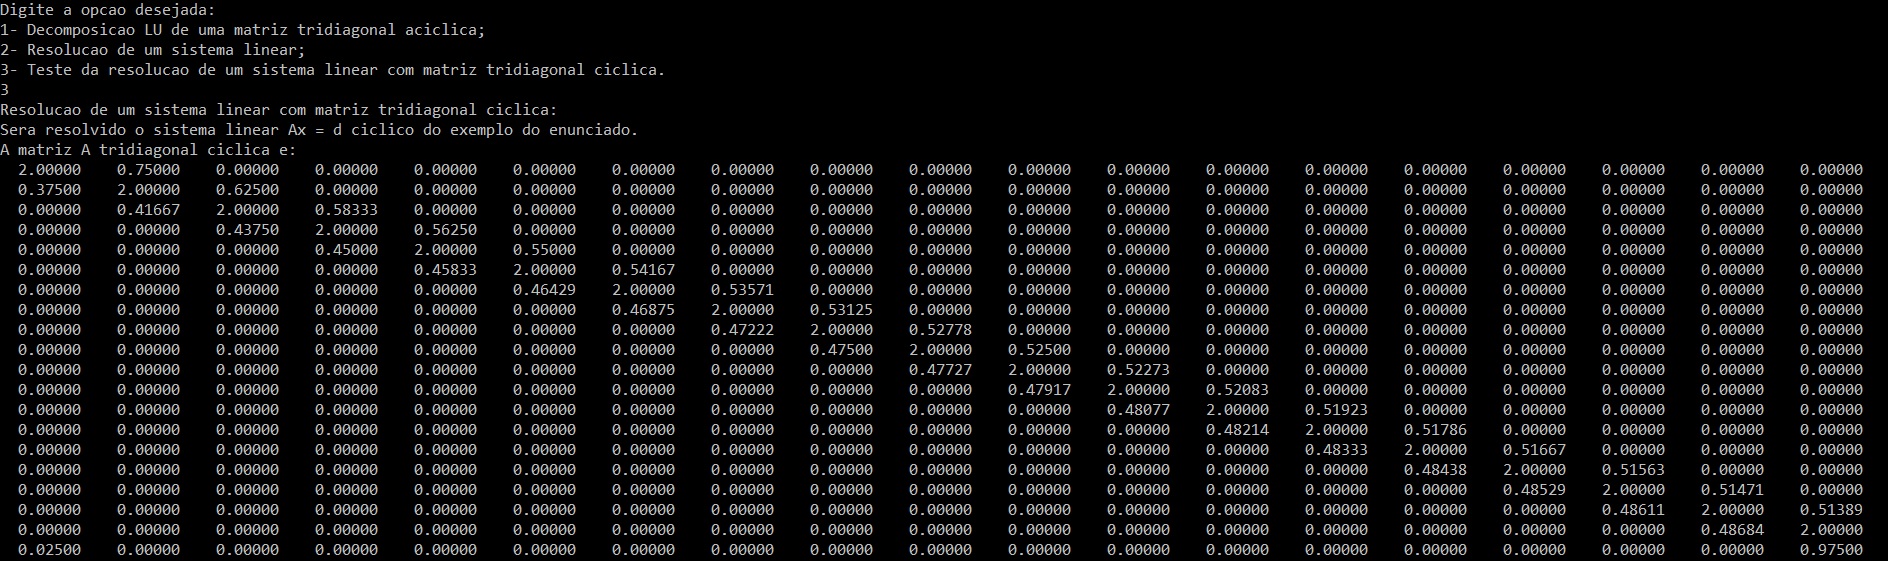 Digite a opcao desejada:
1- Decomposicao LU de uma matriz tridiagonal aciclica;
2- Resolucao de um sistema linear;
3- Teste da resolucao de um sistema linear com matriz tridiagonal ciclica.
3
Resolucao de um sistema linear com matriz tridiagonal ciclica:
Sera resolvido o sistema linear Ax = d ciclico do exemplo do enunciado.
A matriz A tridiagonal ciclica e:
2.00000 0.75000 0.00000 0.00000 0.00000 0.00000 0.00000 0.00000 0.00000 0.00000 0.00000 0.00000 0.00000 0.00000 0.00000 0.00000 0.00000 0.00000 0.00000
0.37500 2.00000 0.62500 0.00000 0.00000 0.00000 0.00000 0.00000 0.00000 0.00000 0.00000 0.00000 0.00000 0.00000 0.00000 0.00000 0.00000 0.00000 0.00000
0.00000 0.41667 2.00000 0.58333 0.00000 0.00000 0.00000 0.00000 0.00000 0.00000 0.00000 0.00000 0.00000 0.00000 0.00000 0.00000 0.00000 0.00000 0.00000
0.00000 0.00000 0.43750 2.00000 0.56250 0.00000 0.00000 0.00000 0.00000 0.00000 0.00000 0.00000 0.00000 0.00000 0.00000 0.00000 0.00000 0.00000 0.00000
0.00000 0.00000 0.00000 0.45000 2.00000 0.55000 0.00000 0.00000 0.00000 0.00000 0.00000 0.00000 0.00000 0.00000 0.00000 0.00000 0.00000 0.00000 0.00000
0.00000 0.00000 0.00000 0.00000 0.45833 2.00000 0.54167 0.00000 0.00000 0.00000 0.00000 0.00000 0.00000 0.00000 0.00000 0.00000 0.00000 0.00000 0.00000
0.00000 0.00000 0.00000 0.00000 0.00000 0.46429 2.00000 0.53571 0.00000 0.00000 0.00000 0.00000 0.00000 0.00000 0.00000 0.00000 0.00000 0.00000 0.00000
0.00000 0.00000 0.00000 0.00000 0.00000 0.00000 0.46875 2.00000 0.53125 0.00000 0.00000 0.00000 0.00000 0.00000 0.00000 0.00000 0.00000 0.00000 0.00000
0.00000 0.00000 0.00000 0.00000 0.00000 0.00000 0.00000 0.47222 2.00000 0.52778 0.00000 0.00000 0.00000 0.00000 0.00000 0.00000 0.00000 0.00000 0.00000
0.00000 0.00000 0.00000 0.00000 0.00000 0.00000 0.00000 0.00000 0.47500 2.00000 0.52500 0.00000 0.00000 0.00000 0.00000 0.00000 0.00000 0.00000 0.00000
0.00000 0.00000 0.00000 0.00000 0.00000 0.00000 0.00000 0.00000 0.00000 0.47727 2.00000 0.52273 0.00000 0.00000 0.00000 0.00000 0.00000 0.00000 0.00000
0.00000 0.00000 0.00000 0.00000 0.00000 0.00000 0.00000 0.00000 0.00000 0.00000 0.47917 2.00000 0.52083 0.00000 0.00000 0.00000 0.00000 0.00000 0.00000
0.00000 0.00000 0.00000 0.00000 0.00000 0.00000 0.00000 0.00000 0.00000 0.00000 0.00000 0.48077 2.00000 0.51923 0.00000 0.00000 0.00000 0.00000 0.00000
0.00000 0.00000 0.00000 0.00000 0.00000 0.00000 0.00000 0.00000 0.00000 0.00000 0.00000 0.00000 0.48214 2.00000 0.51786 0.00000 0.00000 0.00000 0.00000
0.00000 0.00000 0.00000 0.00000 0.00000 0.00000 0.00000 0.00000 0.00000 0.00000 0.00000 0.00000 0.00000 0.48333 2.00000 0.51667 0.00000 0.00000 0.00000
0.00000 0.00000 0.00000 0.00000 0.00000 0.00000 0.00000 0.00000 0.00000 0.00000 0.00000 0.00000 0.00000 0.00000 0.48438 2.00000 0.51563 0.00000 0.00000
0.00000 0.00000 0.00000 0.00000 0.00000 0.00000 0.00000 0.00000 0.00000 0.00000 0.00000 0.00000 0.00000 0.00000 0.00000 0.48529 2.00000 0.51471 0.00000
0.00000 0.00000 0.00000 0.00000 0.00000 0.00000 0.00000 0.00000 0.00000 0.00000 0.00000 0.00000 0.00000 0.00000 0.00000 0.00000 0.48611 2.00000 0.51389
0.00000 0.00000 0.00000 0.00000 0.00000 0.00000 0.00000 0.00000 0.00000 0.00000 0.00000 0.00000 0.00000 0.00000 0.00000 0.00000 0.00000 0.48684 2.00000
0.02500 0.00000 0.00000 0.00000 0.00000 0.00000 0.00000 0.00000 0.00000 0.00000 0.00000 0.00000 0.00000 0.00000 0.00000 0.00000 0.00000 0.00000 0.97500